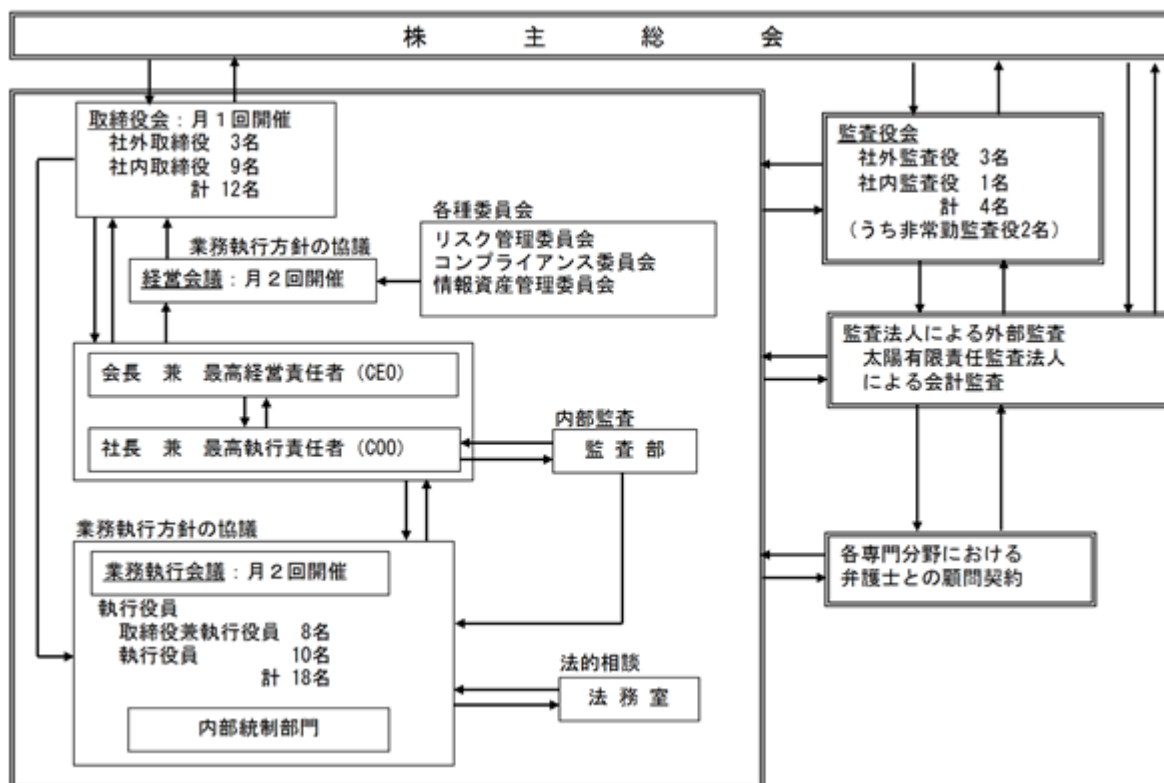 株主総会
取締役会：月１回開催
社外取締役 3名
社内取締役 9名
計 12名
監査役会
社外監査役 3名
社内監査役 1名
計 4名
（うち非常勤監査役2名）
各種委員会
リスク管理委員会
コンプライアンス委員会
情報資産管理委員会
業務執行方針の協議
経営会議：月２回開催
監査法人による外部監査
太陽有限責任監査法人
による会計監査
会長 兼 最高経営責任者（CEO）
社長 兼 最高執行責任者（COO）
内部監査
監査部
業務執行方針の協議
業務執行会議：月２回開催
執行役員
取締役兼執行役員 8名
執行役員 10名
計 18名
内部統制部門
法的相談
法務室
各専門分野における
弁護士との顧問契約